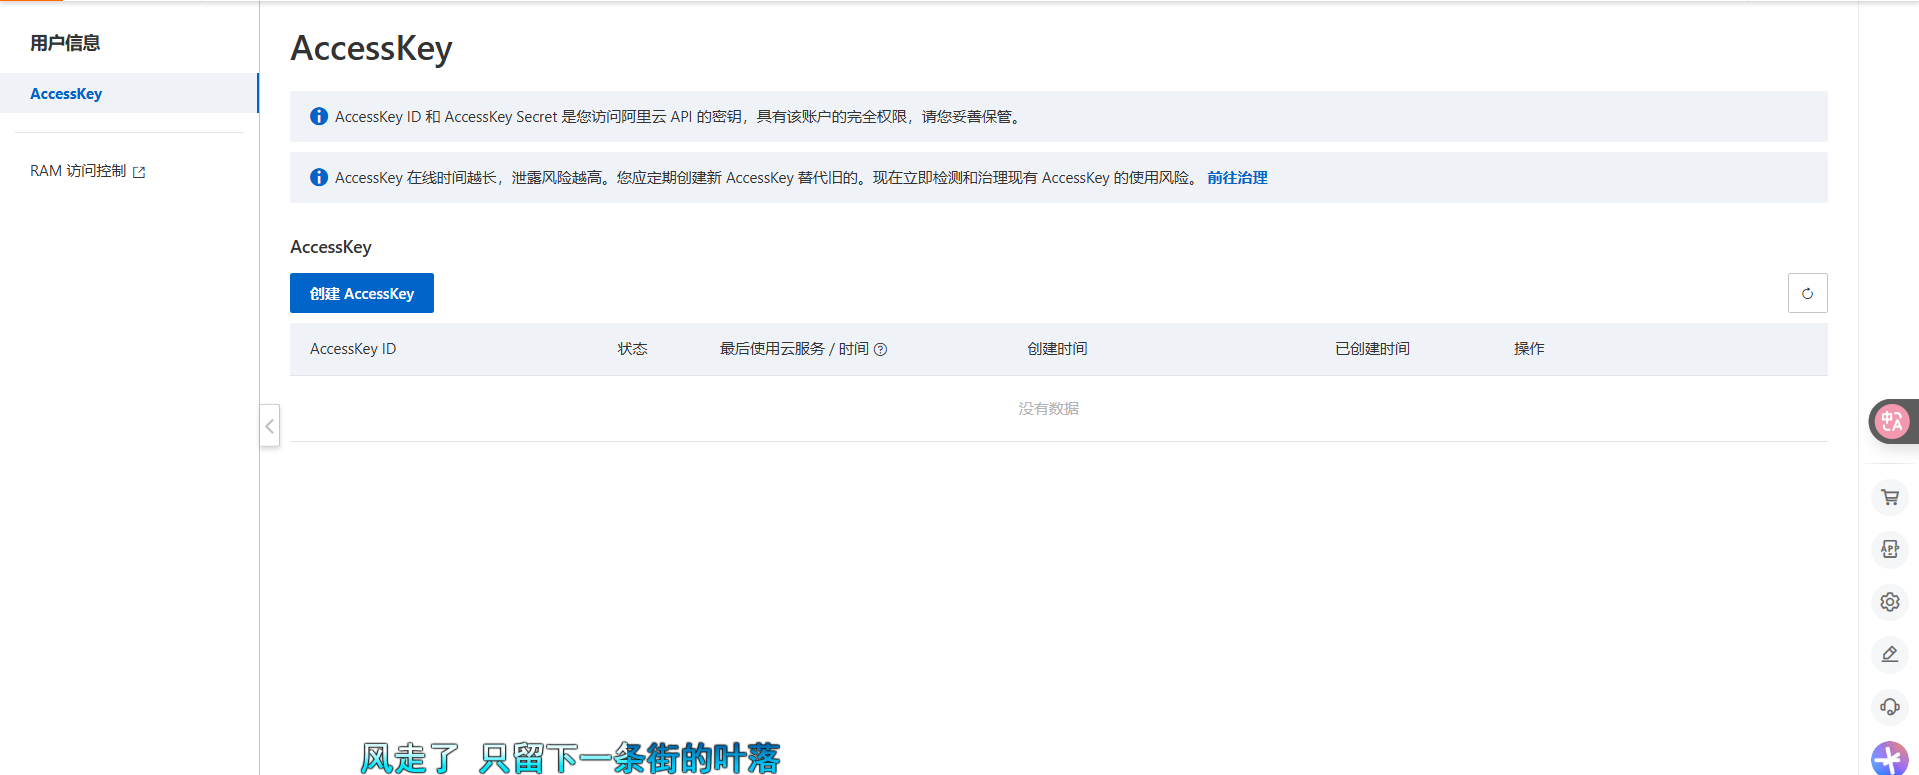 用户信息
AccessKey
RAM 访问控制
AccessKey
AccessKey ID 和 AccessKey Secret 是您访问阿里云 API 的密钥，具有该账户的完全权限，请您妥善保管。
AccessKey 在线时间越长，泄露风险越高。您应定期创建新 AccessKey 替代旧的。现在立即检测和治理现有 AccessKey 的使用风险。 前往治理
AccessKey
创建 AccessKey
AccessKey ID 状态 最后使用云服务 / 时间 创建时间 已创建时间 操作
没有数据
中 A
APP
风走了 只留下一条街的叶落